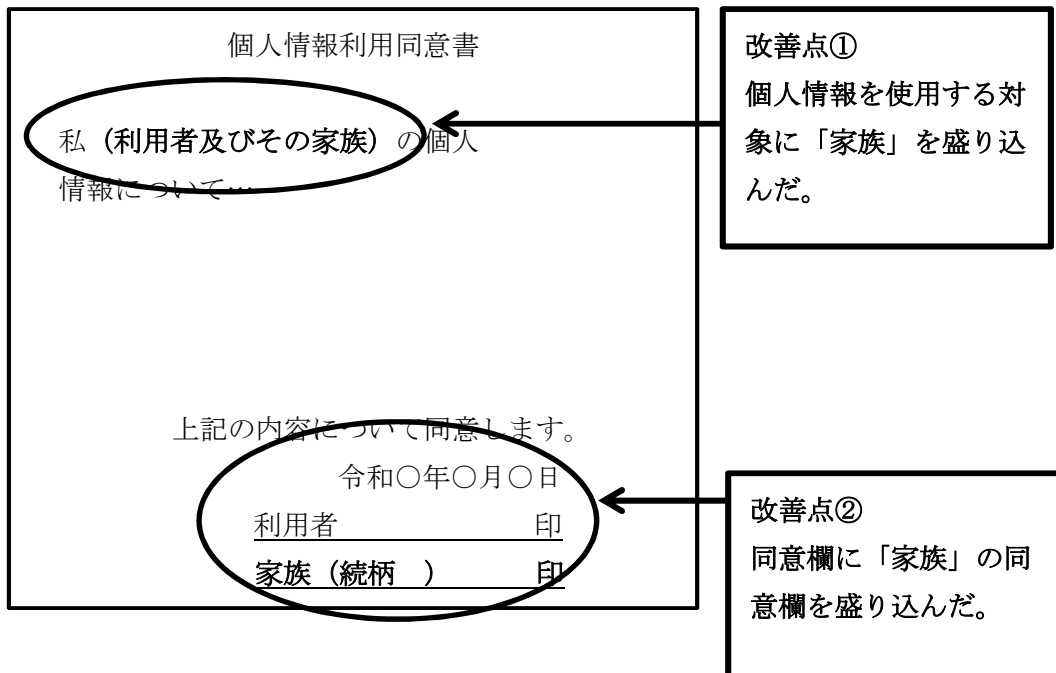 個人情報利用同意書
私（利用者及びその家族）の個人
情報について…
上記の内容について同意します。
令和〇年〇月〇日
利用者　　　　　　　印
家族（続柄　）　　　印
改善点①
個人情報を使用する対
象に「家族」を盛り込
んだ。
改善点②
同意欄に「家族」の同
意欄を盛り込んだ。